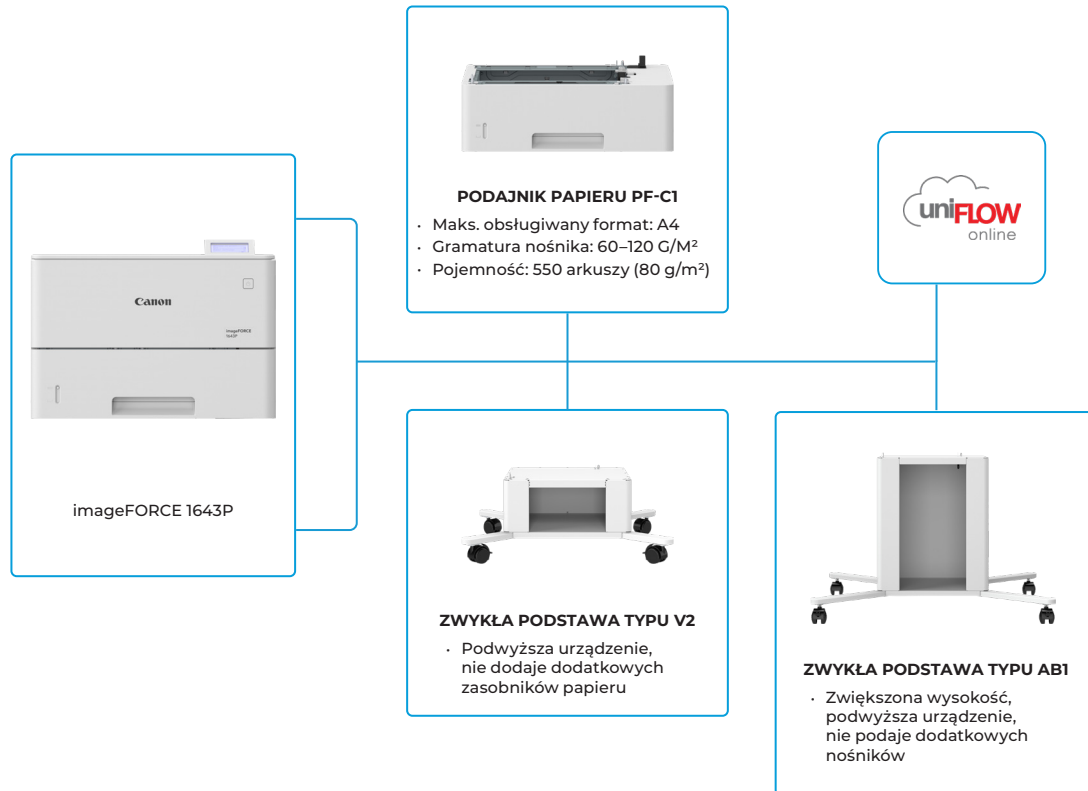 PODAJNIK PAPIERU PF-C1
· Maks. obsługiwany format: A4
· Gramatura nośnika: 60–120 G/M²
· Pojemność: 550 arkuszy (80 g/m²)
uniFLOW
online
Canon
imageFORCE
1643P
imageFORCE 1643P
ZWYKŁA PODSTAWA TYPU V2
· Podwyższa urządzenie,
nie dodaje dodatkowych
zasobników papieru
ZWYKŁA PODSTAWA TYPU AB1
· Zwiększona wysokość,
podwyższa urządzenie,
nie podaje dodatkowych
nośników